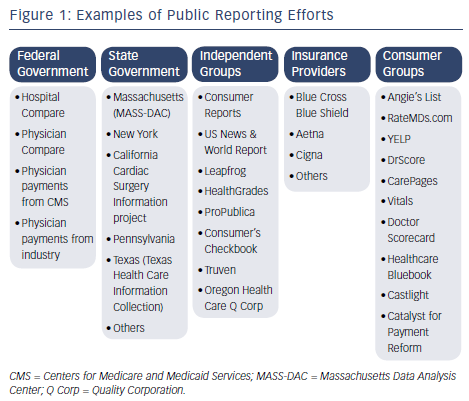 Figure 1: Examples of Public Reporting Efforts
Federal
Government
• Hospital
Compare
• Physician
Compare
• Physician
payments
from CMS
• Physician
payments from
industry
State
Government
• Massachusetts
(MASS-DAC)
• New York
• California
Cardiac
Surgery
Information
project
• Pennsylvania
• Texas (Texas
Health Care
Information
Collection)
• Others
Independent
Groups
• Consumer
Reports
• US News &
World Report
• Leapfrog
• HealthGrades
• ProPublica
• Consumer's
Checkbook
• Truven
• Oregon Health
Care Q Corp
Insurance
Providers
• Blue Cross
Blue Shield
• Aetna
• Cigna
• Others
Consumer
Groups
• Angie's List
• RateMDs.com
• YELP
• DrScore
• CarePages
• Vitals
• Doctor
Scorecard
• Healthcare
Bluebook
• Castlight
• Catalyst for
Payment
Reform
CMS = Centers for Medicare and Medicaid Services; MASS-DAC = Massachusetts Data Analysis
Center; Q Corp = Quality Corporation.